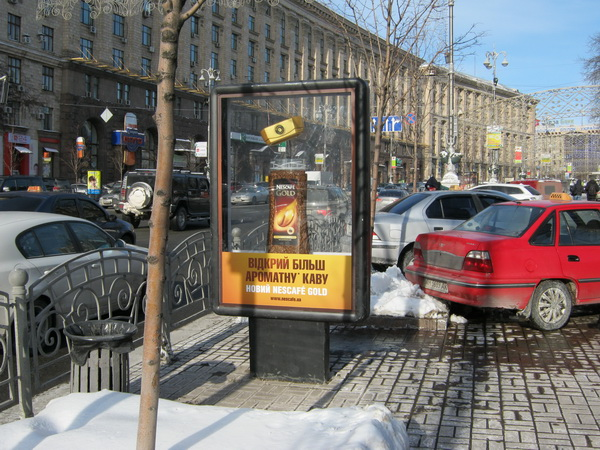 NESCAFÉ
GOLD
ВІДКРИЙ БІЛЬШ
АРОМАТНУ* КАВУ
НОВИЙ NESCAFÉ GOLD
www.nescafe.ua